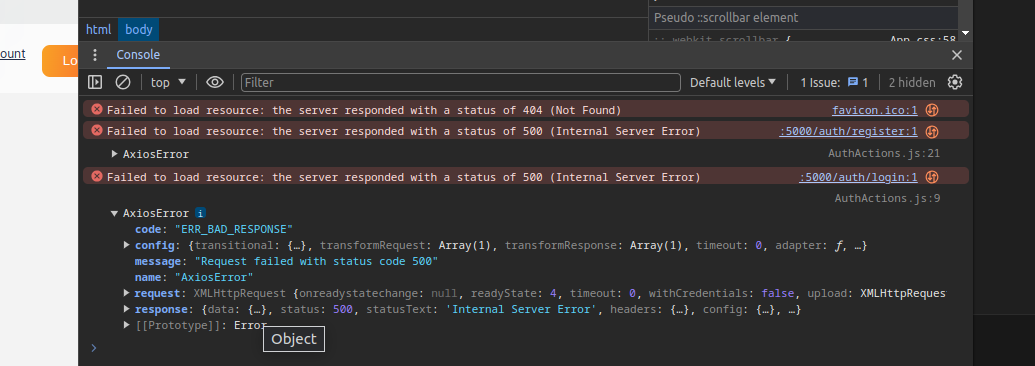 html body
Pseudo ::scrollbar element
ount
Lo
Console
top
Filter
Default levels
1 Issue: 1
2 hidden
Failed to load resource: the server responded with a status of 404 (Not Found) favicon.ico:1
Failed to load resource: the server responded with a status of 500 (Internal Server Error) :5000/auth/register:1
AxiosError AuthActions.js:21
Failed to load resource: the server responded with a status of 500 (Internal Server Error) :5000/auth/login:1
AuthActions.js:9
AxiosError i
code: "ERR_BAD_RESPONSE"
config: {transitional: {…}, transformRequest: Array(1), transformResponse: Array(1), timeout: 0, adapter: ƒ, …}
message: "Request failed with status code 500"
name: "AxiosError"
request: XMLHttpRequest {onreadystatechange: null, readyState: 4, timeout: 0, withCredentials: false, upload: XMLHttpReques
response: {data: {…}, status: 500, statusText: 'Internal Server Error', headers: {…}, config: {…}, …}
[[Prototype]]: Error
Object